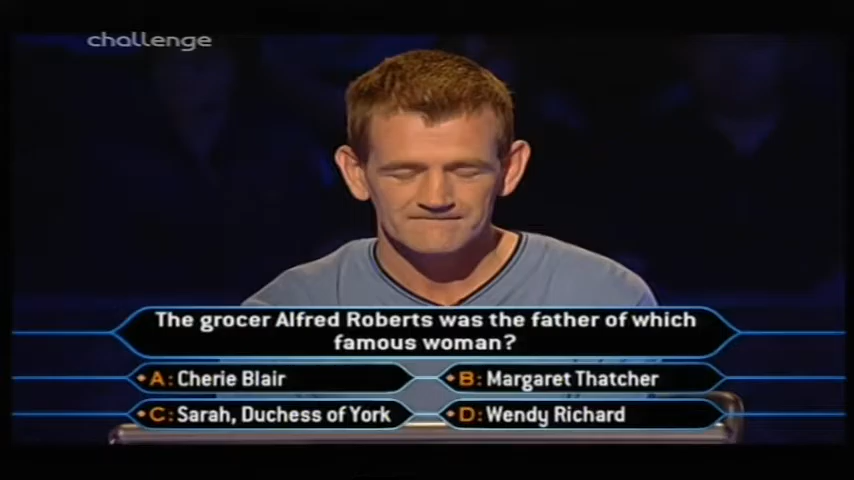 challenge
The grocer Alfred Roberts was the father of which
famous woman?
A: Cherie Blair
B: Margaret Thatcher
C: Sarah, Duchess of York
D: Wendy Richard